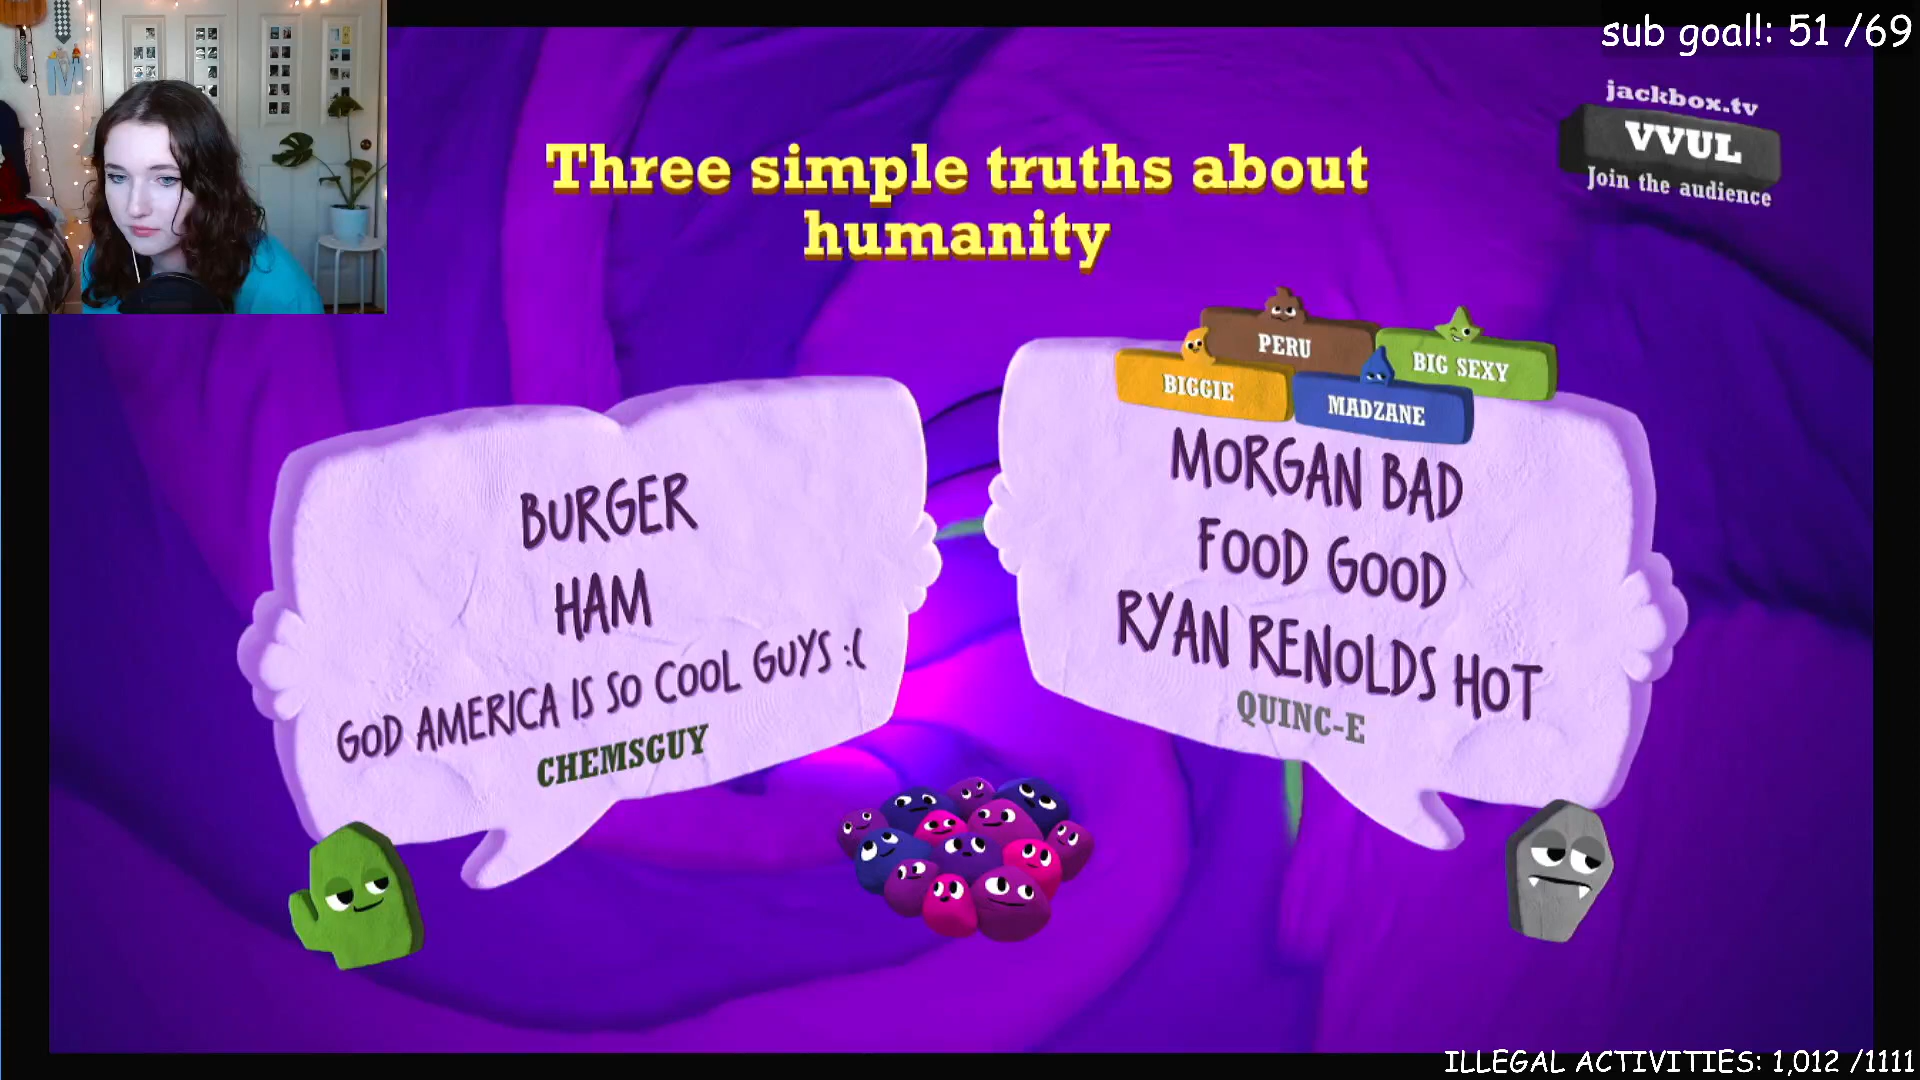 sub goal!: 51 /69
jackbox.tv
VVUL
Join the audience
Three simple truths about
humanity
PERU
BIG SEXY
BIGGIE
MADZANE
BURGER
HAM
GOD AMERICA IS SO COOL GUYS :(
CHEMSGUY
MORGAN BAD
FOOD GOOD
RYAN RENOLDS HOT
QUINC-E
ILLEGAL ACTIVITIES: 1,012 /1111